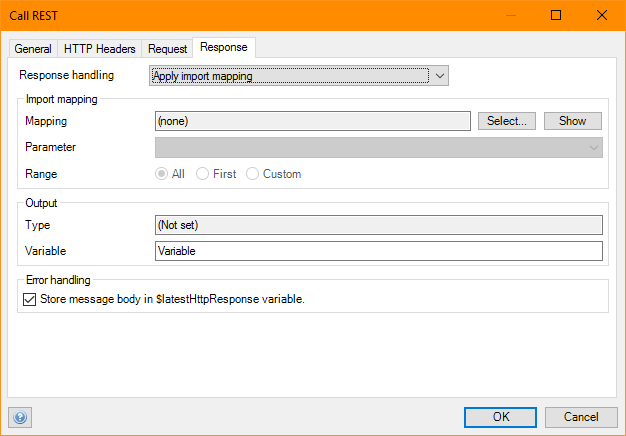 Call REST
General HTTP Headers Request Response
Response handling Apply import mapping
Import mapping
Mapping (none) Select... Show
Parameter
Range All First Custom
Output
Type (Not set)
Variable Variable
Error handling
Store message body in $latestHttpResponse variable.
OK Cancel